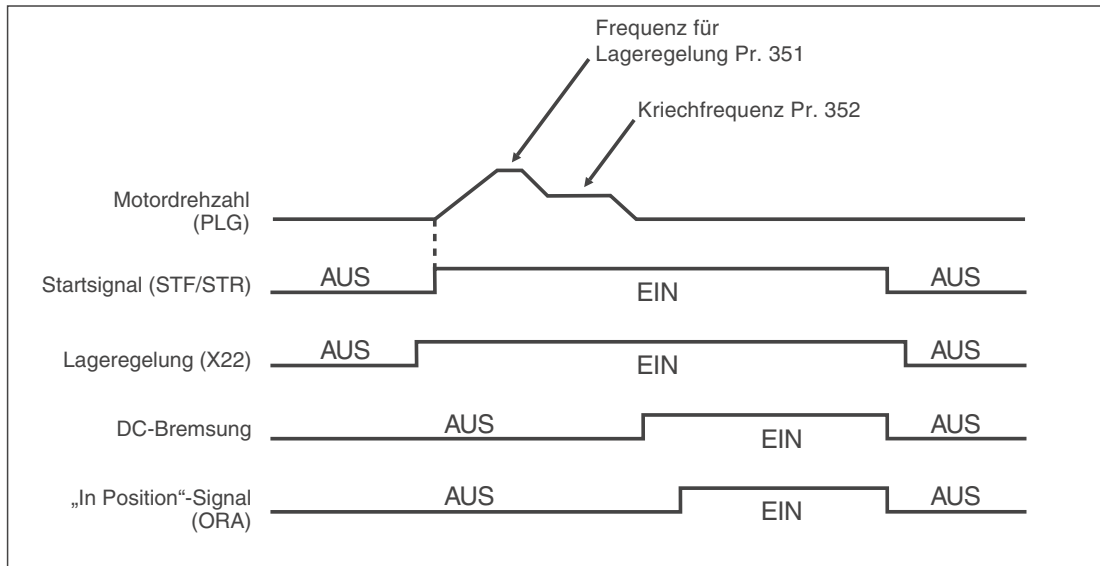 Frequenz für
Lageregelung Pr. 351
Kriechfrequenz Pr. 352
Motordrehzahl
(PLG)
Startsignal (STF/STR)
AUS
EIN
AUS
Lageregelung (X22)
AUS
EIN
AUS
DC-Bremsung
AUS
EIN
AUS
„In Position“-Signal
(ORA)
AUS
EIN
AUS